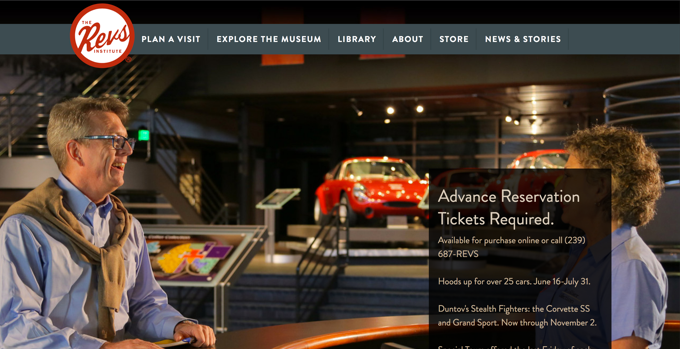 THE
Revs
INSTITUTE
PLAN A VISIT
EXPLORE THE MUSEUM
LIBRARY
ABOUT
STORE
NEWS & STORIES
Advance Reservation
Tickets Required.
Available for purchase online or call (239)
687-REVS
Hoods up for over 25 cars. June 16-July 31.
Duntov's Stealth Fighters: the Corvette SS
and Grand Sport. Now through November 2.